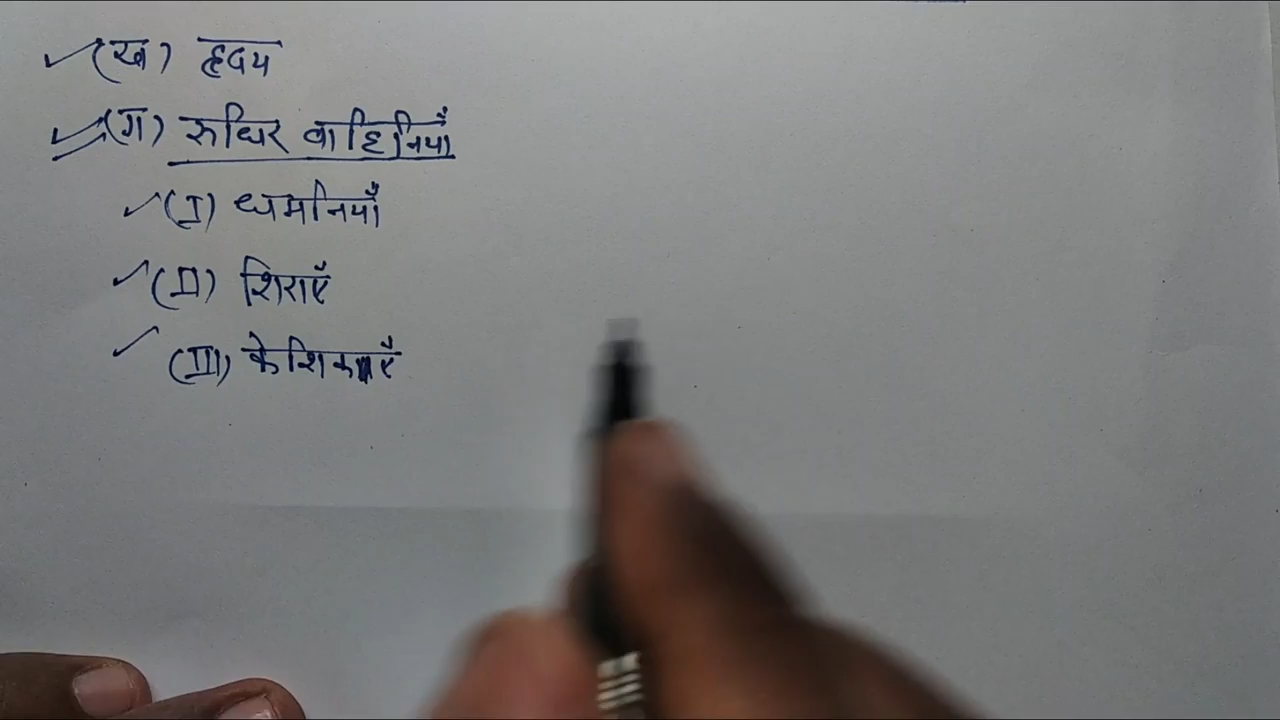 (ख) हृदय
(ग) रुधिर वाहिनियाँ
(I) धमनियाँ
(II) शिराएँ
(III) केशिकाएँ